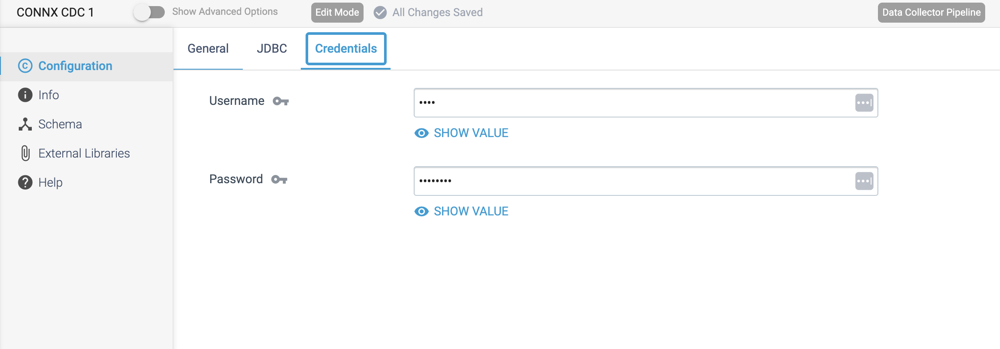 CONNX CDC 1
Show Advanced Options
Edit Mode
All Changes Saved
Data Collector Pipeline
Configuration
Info
Schema
External Libraries
Help
General
JDBC
Credentials
Username
••••
SHOW VALUE
Password
••••••••
SHOW VALUE